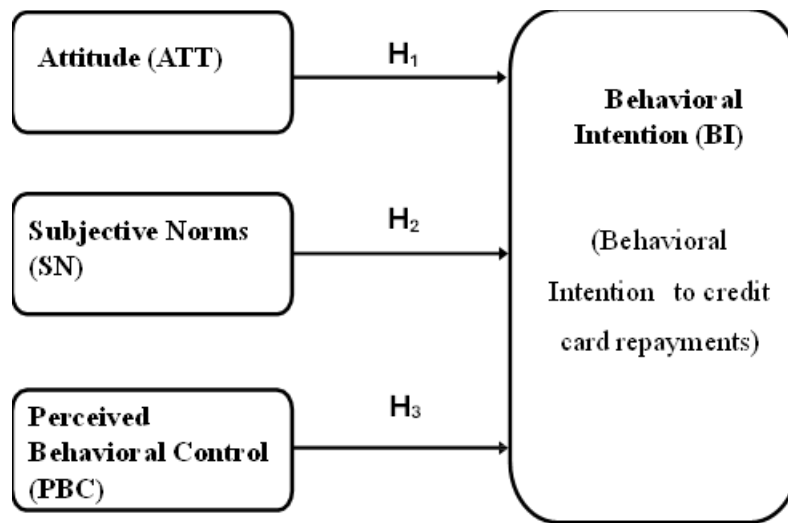 Attitude (ATT)
H₁
Behavioral
Intention (BI)
(Behavioral
Intention to credit
card repayments)
Subjective Norms
(SN)
H₂
Perceived
Behavioral Control
(PBC)
H₃